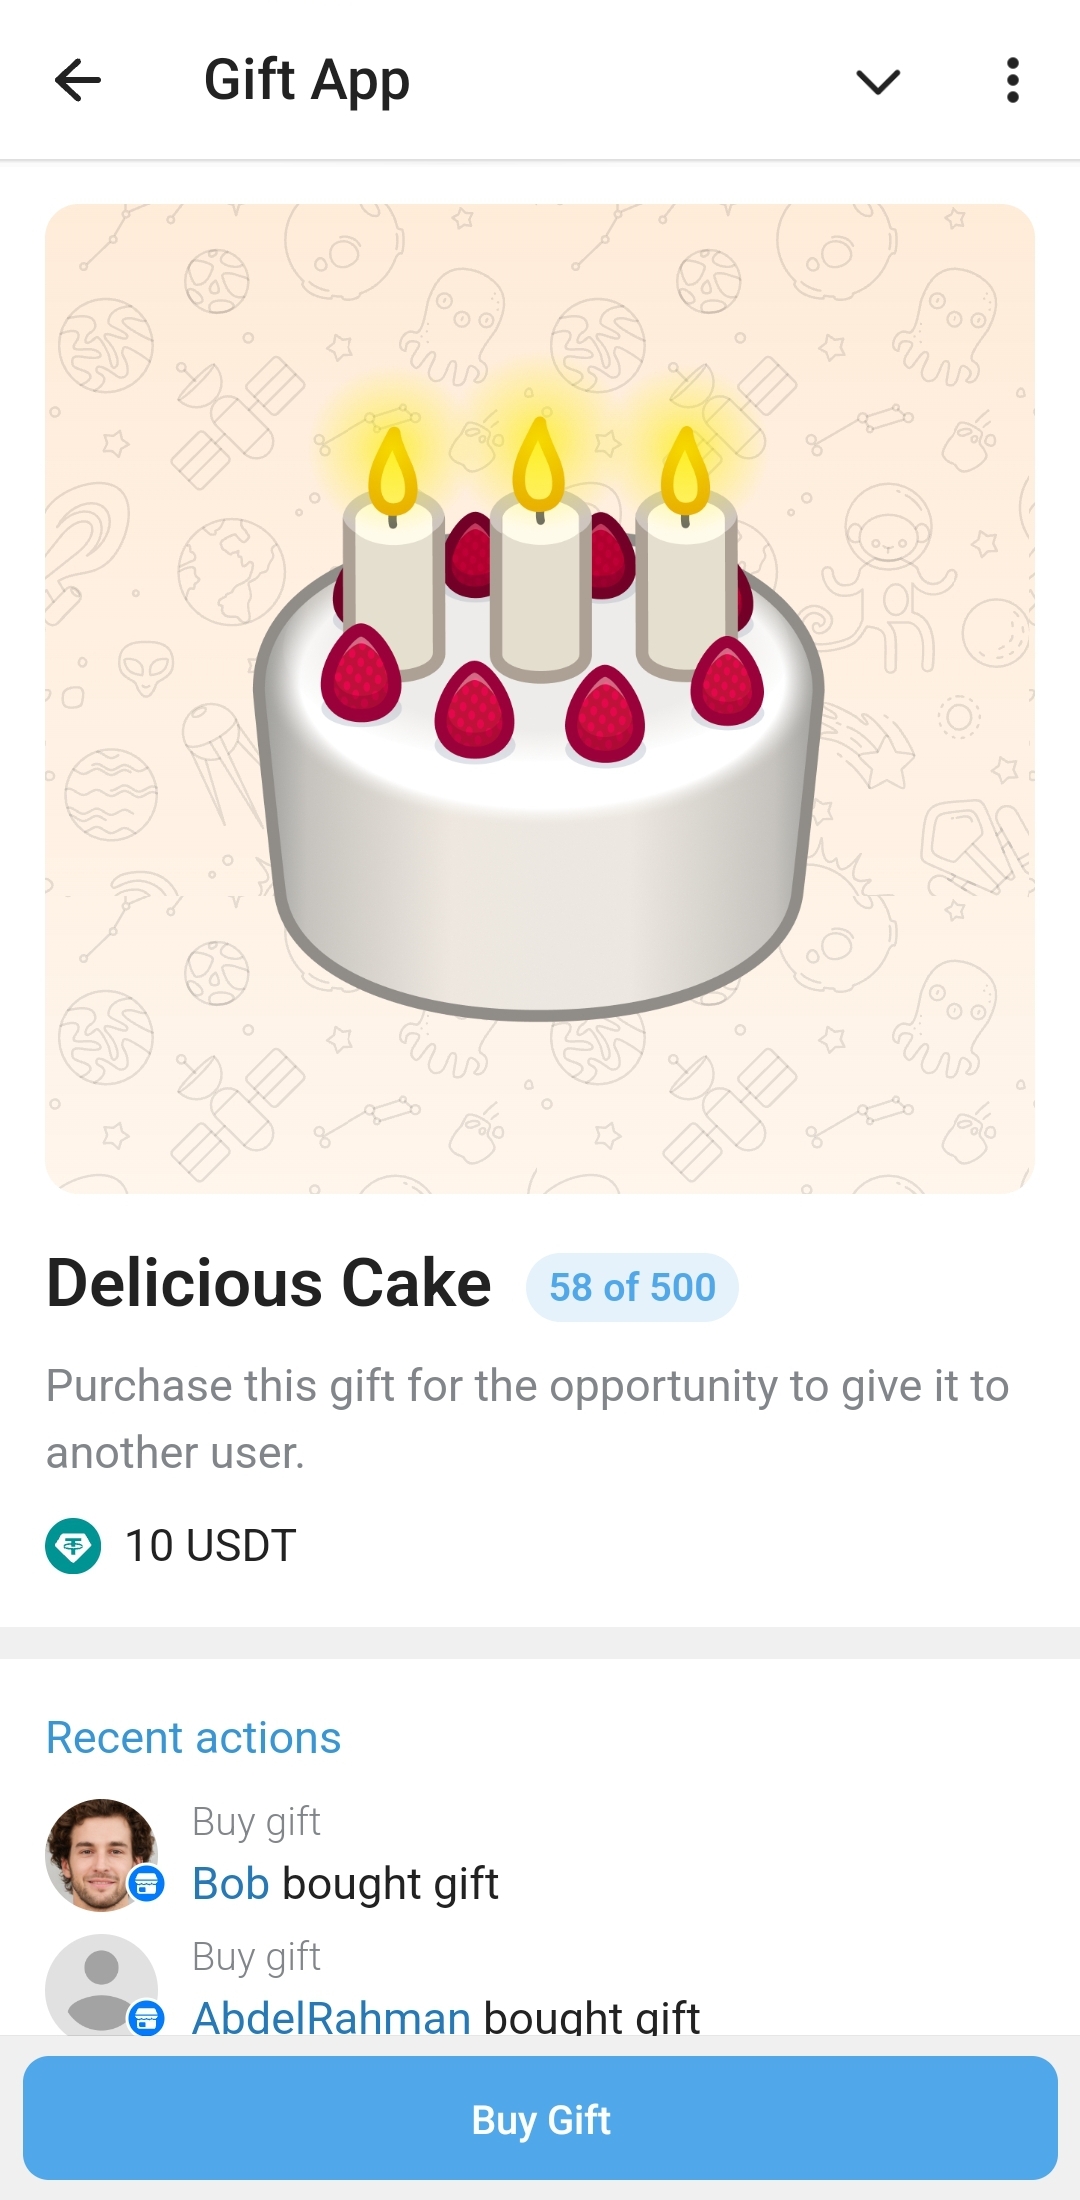 Gift App
Delicious Cake
58 of 500
Purchase this gift for the opportunity to give it to
another user.
10 USDT
Recent actions
Buy gift
Bob bought gift
Buy gift
AbdelRahman bought gift
Buy Gift